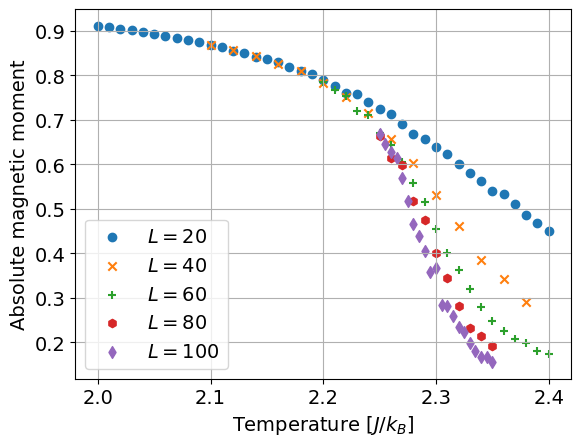 0.9
0.8
0.7
0.6
0.5
0.4
0.3
0.2
Absolute magnetic moment
L = 20
L = 40
L = 60
L = 80
L = 100
2.0 2.1 2.2 2.3 2.4
Temperature [J/k_B]